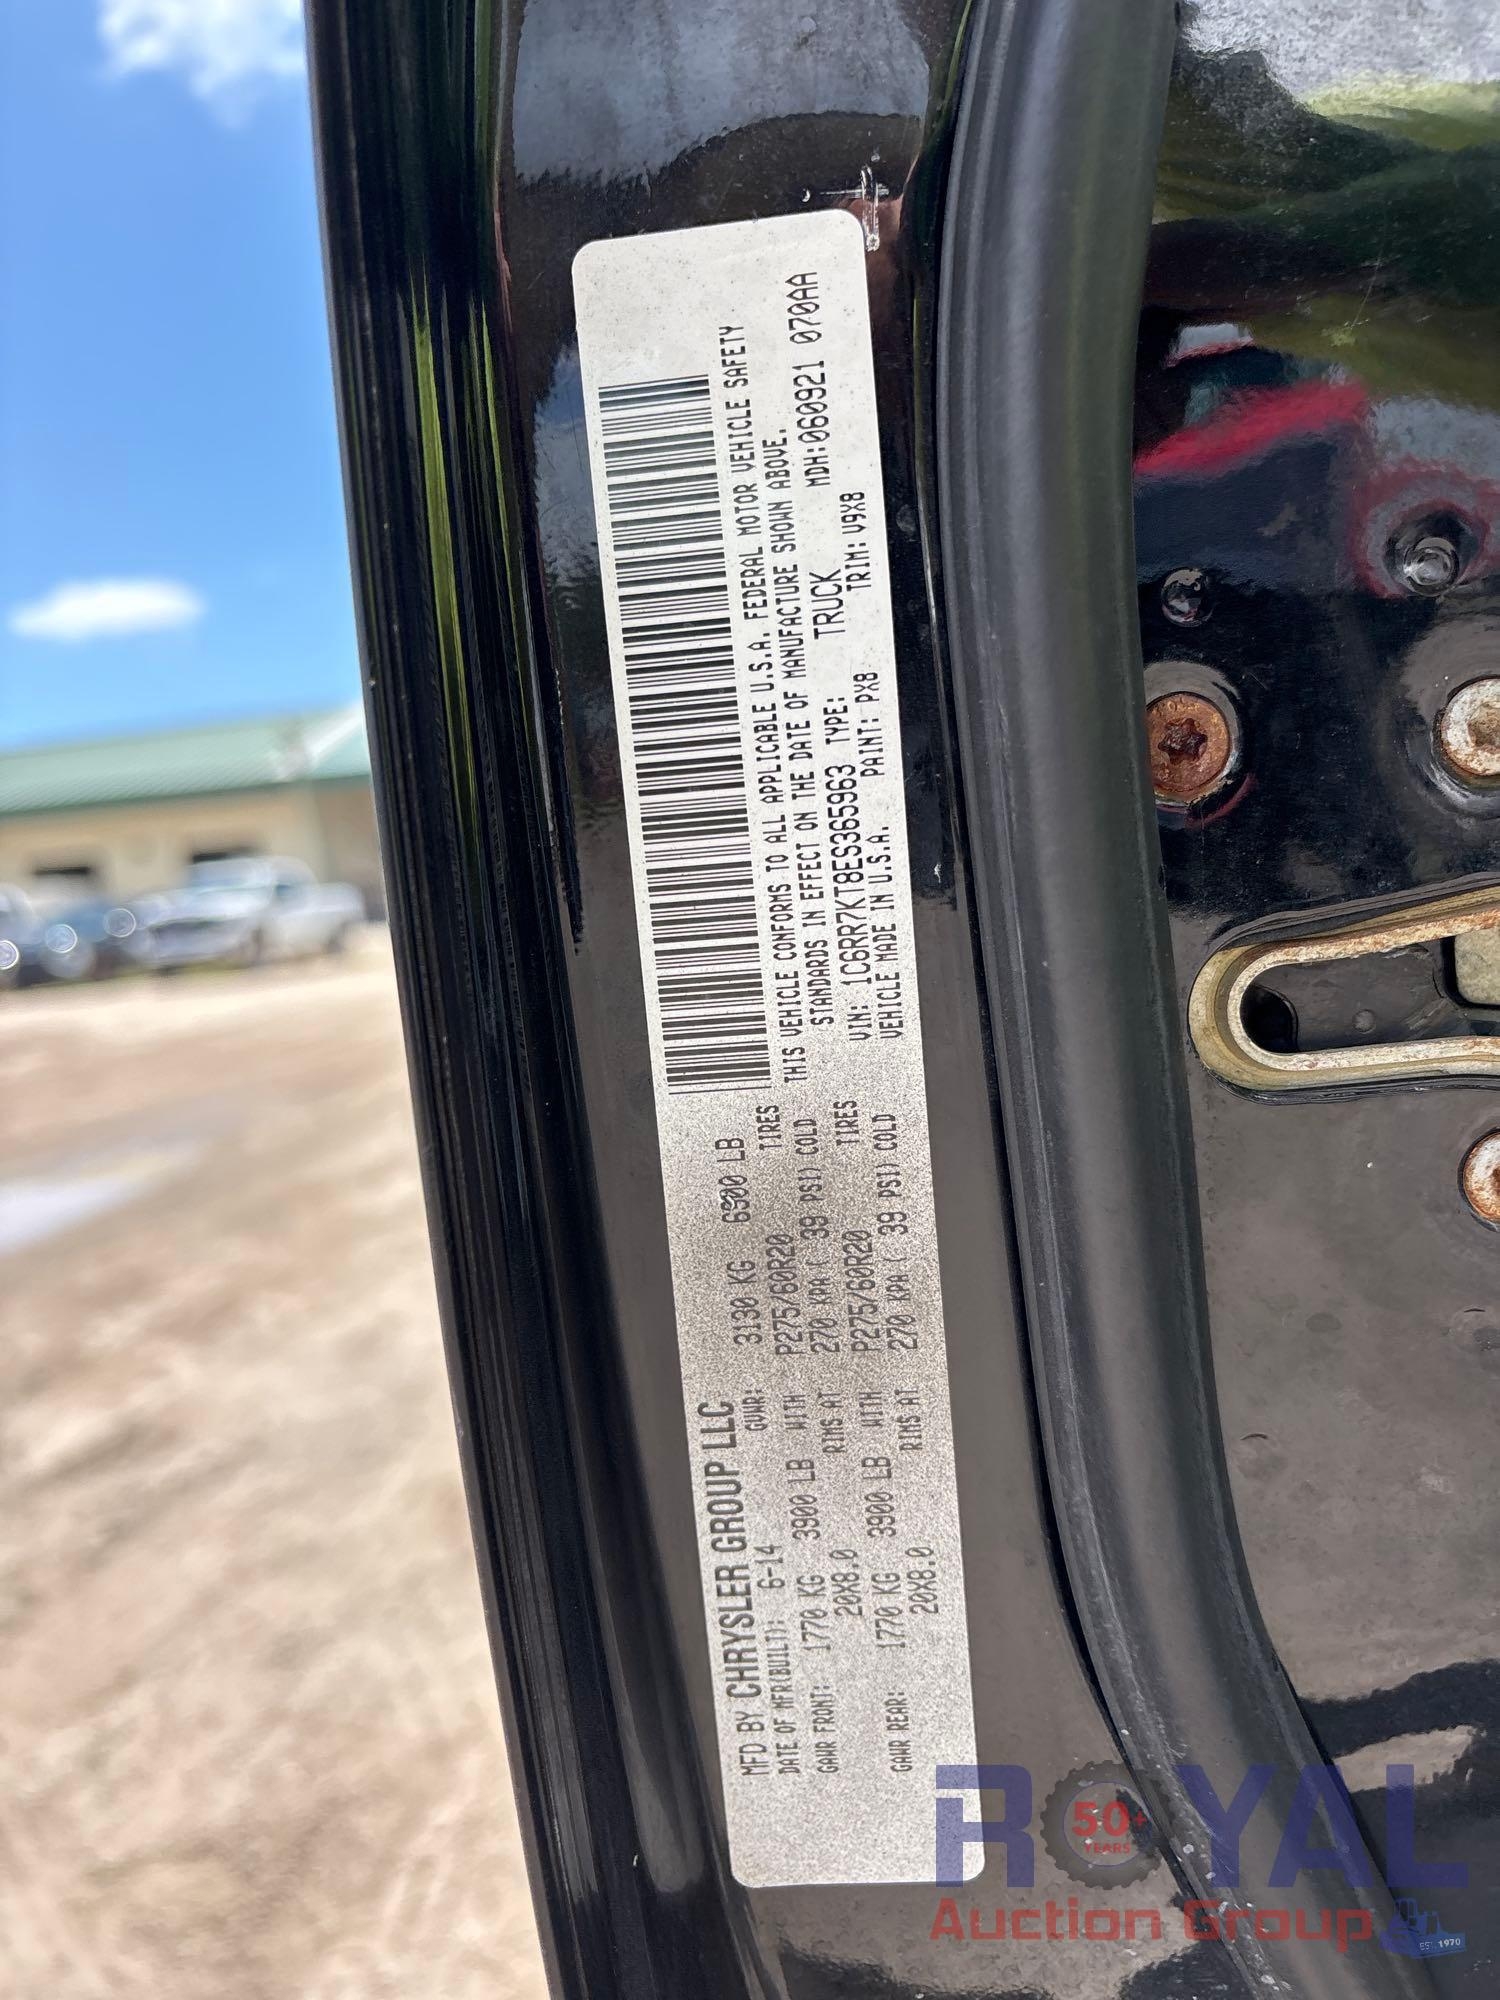 MFD BY CHRYSLER GROUP LLC
DATE OF MFR(BUILT): 6-14 GVWR: 3130 KG 6900 LB
GAWR FRONT: 1770 KG 3900 LB WITH P275/60R20 TIRES
20X8.0 RIMS AT 270 KPA ( 39 PSI) COLD
GAWR REAR: 1770 KG 3900 LB WITH P275/60R20 TIRES
20X8.0 RIMS AT 270 KPA ( 39 PSI) COLD
THIS VEHICLE CONFORMS TO ALL APPLICABLE U.S.A. FEDERAL MOTOR VEHICLE SAFETY
STANDARDS IN EFFECT ON THE DATE OF MANUFACTURE SHOWN ABOVE.
VIN: 1C6RR7KT8ES365963 TYPE: TRUCK MDH:060921 070AA
VEHICLE MADE IN U.S.A. PAINT: PX8 TRIM: V9X8
ROYAL
50+
YEARS
Auction Group
EST. 1970